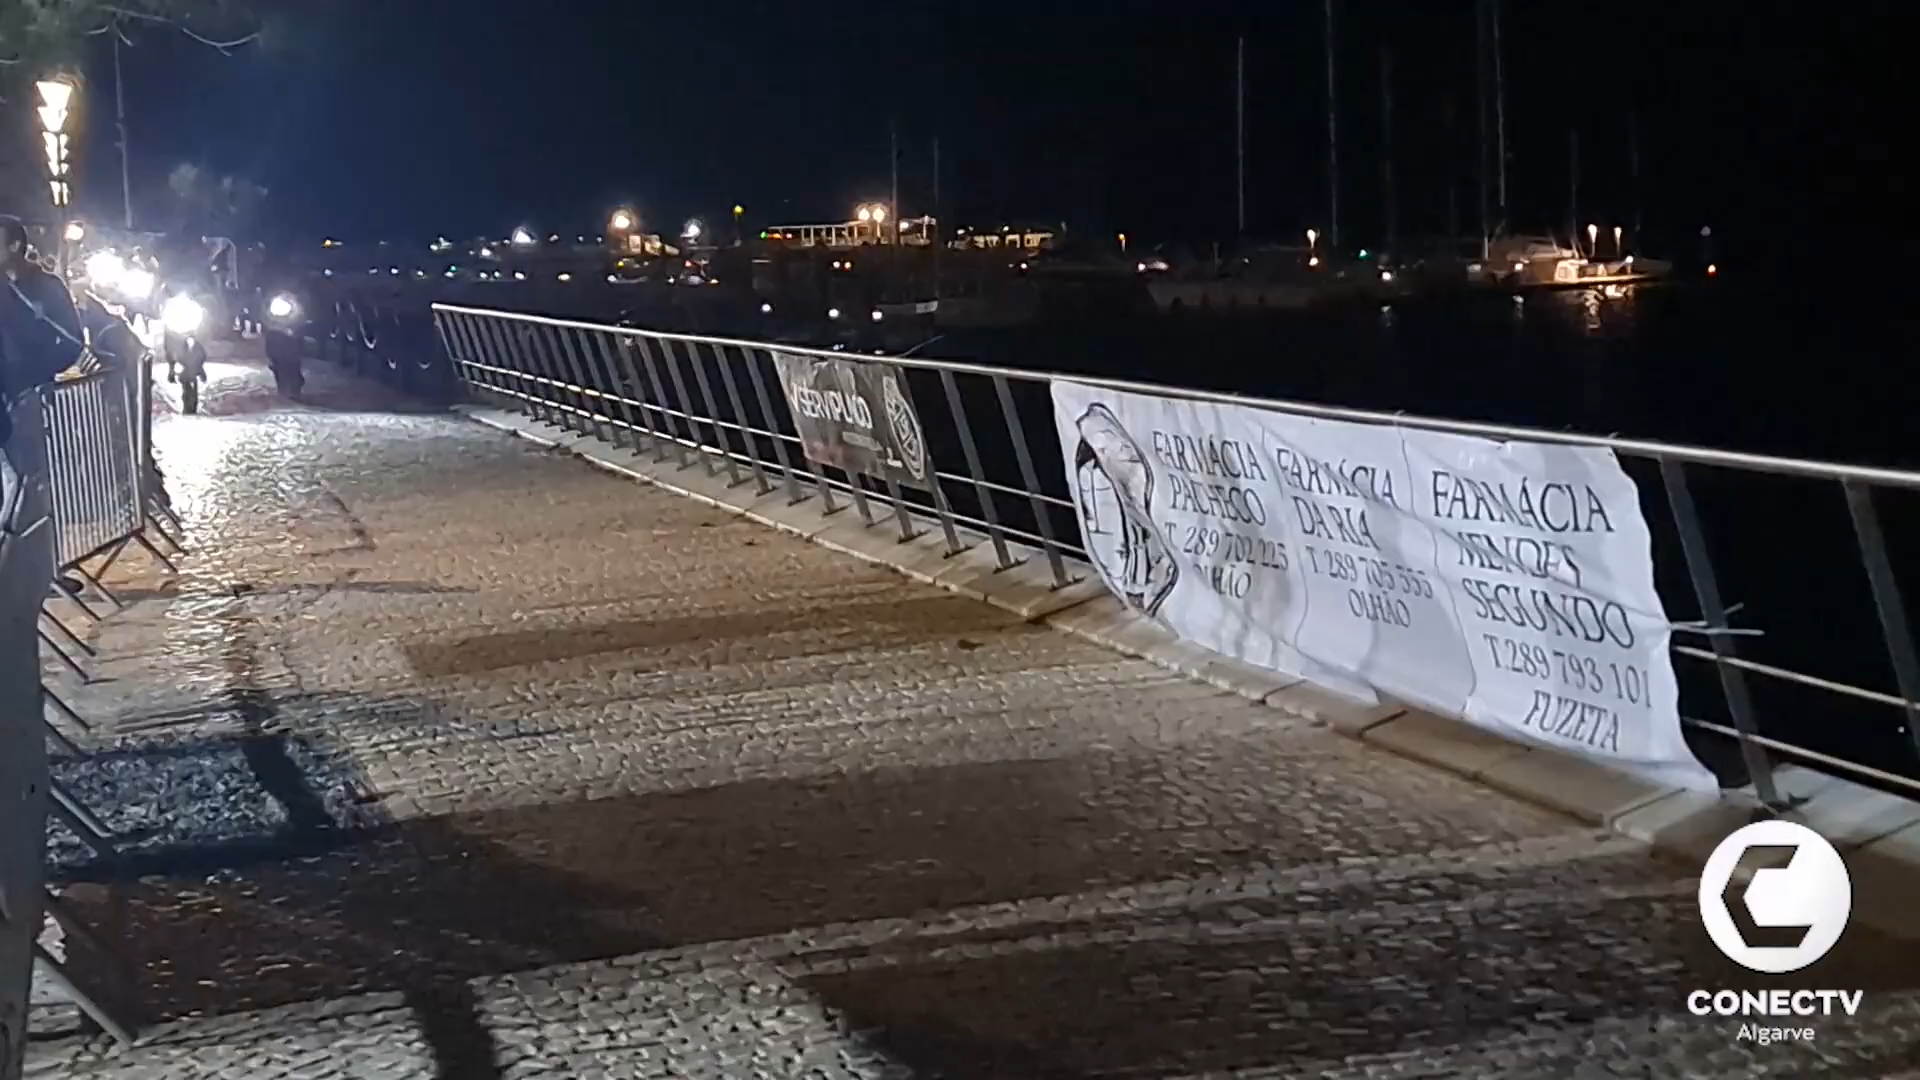 SERVIPLACO
FARMÁCIA
PACHECO
T. 289 702 225
OLHÃO
FARMÁCIA
DA RIA
T. 289 705 555
OLHÃO
FARMÁCIA
MENDES
SEGUNDO
T. 289 793 101
FUZETA
CONECTV
Algarve